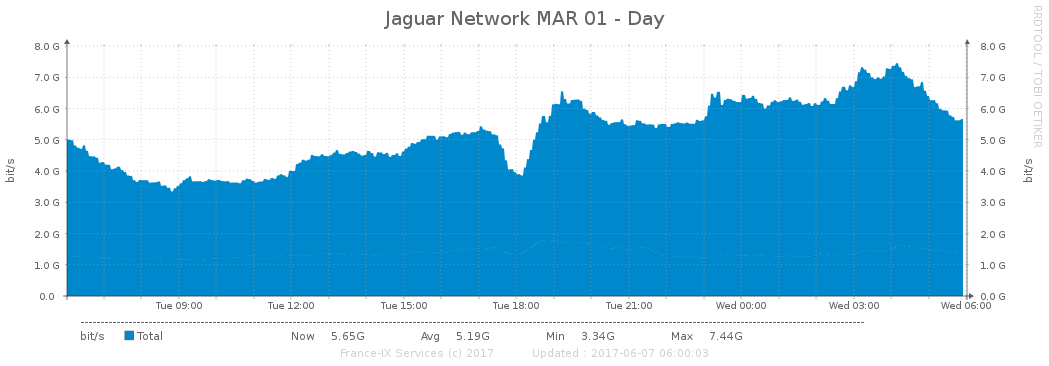 Jaguar Network MAR 01 - Day
RRDTOOL / TOBI OETIKER
bit/s
8.0 G 8.0 G
7.0 G 7.0 G
6.0 G 6.0 G
5.0 G 5.0 G
4.0 G 4.0 G
3.0 G 3.0 G
2.0 G 2.0 G
1.0 G 1.0 G
0.0 0.0 G
bit/s
Tue 09:00 Tue 12:00 Tue 15:00 Tue 18:00 Tue 21:00 Wed 00:00 Wed 03:00 Wed 06:00
bit/s Total Now 5.65G Avg 5.19G Min 3.34G Max 7.44G
France-IX Services (c) 2017 Updated : 2017-06-07 06:00:03